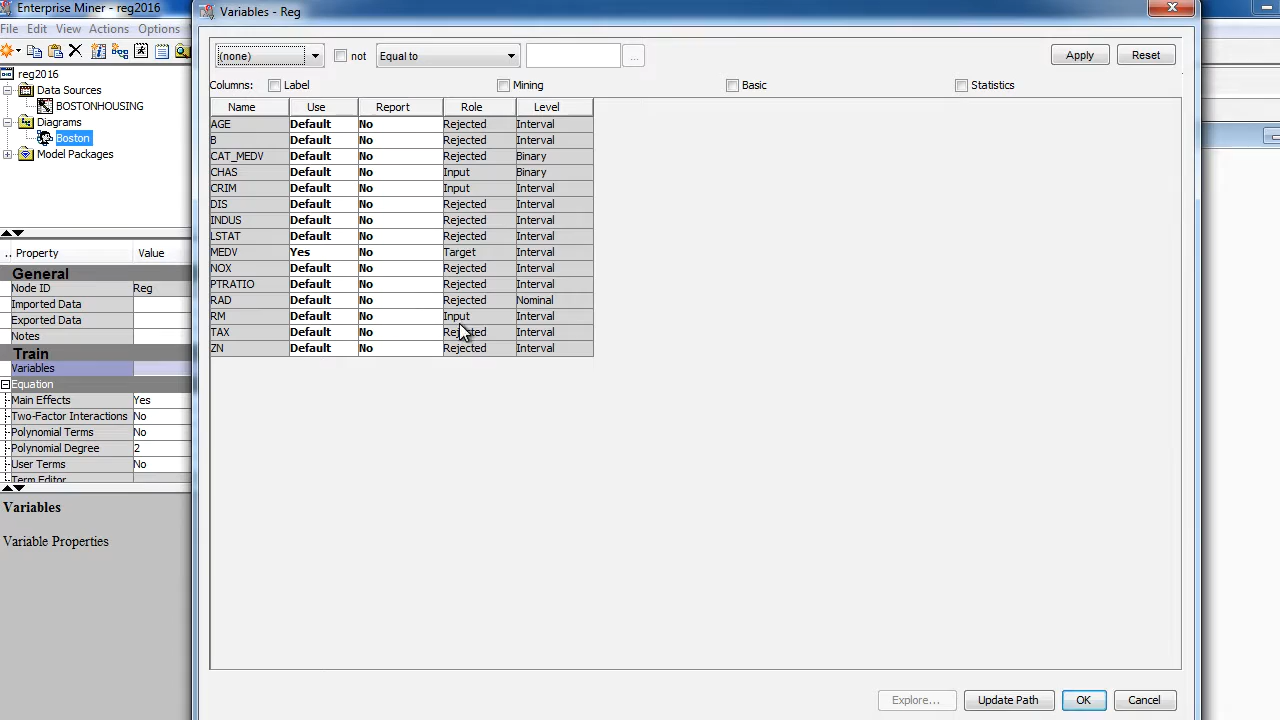 Enterprise Miner - reg2016
File Edit View Actions Options
reg2016
Data Sources
BOSTONHOUSING
Diagrams
Boston
Model Packages
.. Property Value
General
Node ID Reg
Imported Data
Exported Data
Notes
Train
Variables
Equation
Main Effects Yes
Two-Factor Interactions No
Polynomial Terms No
Polynomial Degree 2
User Terms No
Term Editor
Variables
Variable Properties
Variables - Reg
(none) not Equal to ... Apply Reset
Columns: Label Mining Basic Statistics
Name Use Report Role Level
AGE Default No Rejected Interval
B Default No Rejected Interval
CAT_MEDV Default No Rejected Binary
CHAS Default No Input Binary
CRIM Default No Input Interval
DIS Default No Rejected Interval
INDUS Default No Rejected Interval
LSTAT Default No Rejected Interval
MEDV Yes No Target Interval
NOX Default No Rejected Interval
PTRATIO Default No Rejected Interval
RAD Default No Rejected Nominal
RM Default No Input Interval
TAX Default No Rejected Interval
ZN Default No Rejected Interval
Explore... Update Path OK Cancel